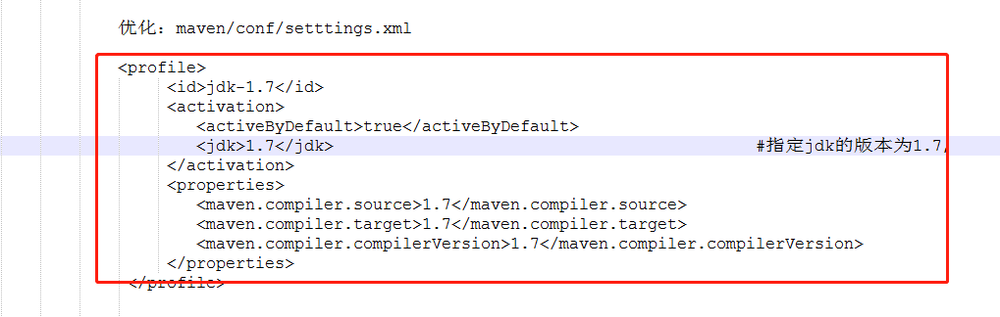 优化：maven/conf/setttings.xml
<profile>
<id>jdk-1.7</id>
<activation>
<activeByDefault>true</activeByDefault>
<jdk>1.7</jdk> #指定jdk的版本为1.7,
</activation>
<properties>
<maven.compiler.source>1.7</maven.compiler.source>
<maven.compiler.target>1.7</maven.compiler.target>
<maven.compiler.compilerVersion>1.7</maven.compiler.compilerVersion>
</properties>
</profile>